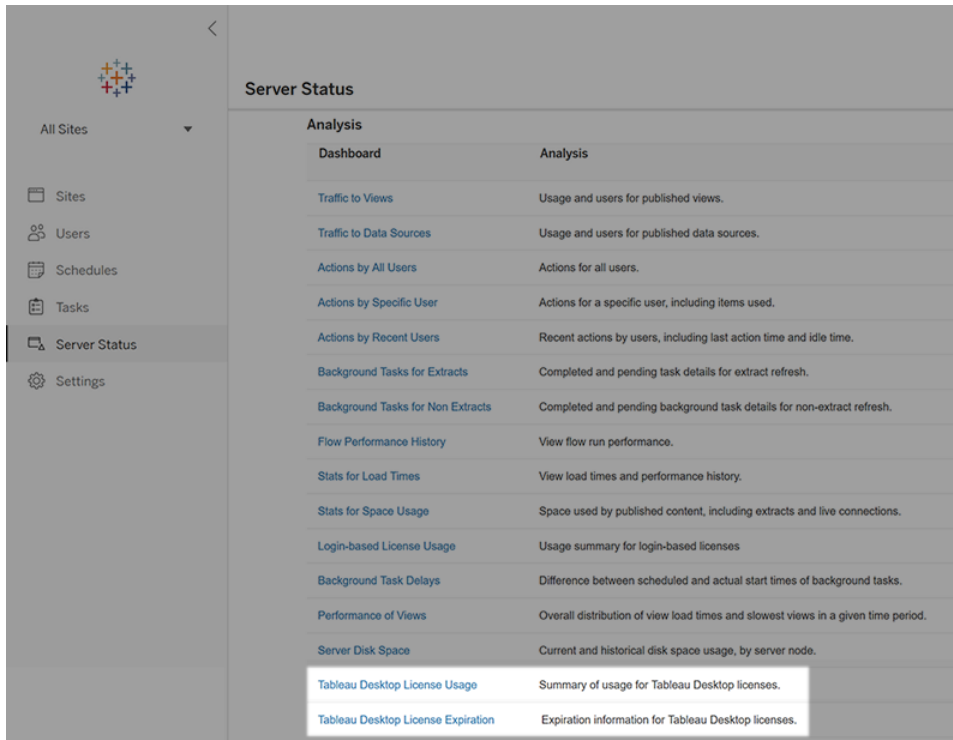 All Sites
Sites
Users
Schedules
Tasks
Server Status
Settings
Server Status
Analysis
Dashboard Analysis
Traffic to Views Usage and users for published views.
Traffic to Data Sources Usage and users for published data sources.
Actions by All Users Actions for all users.
Actions by Specific User Actions for a specific user, including items used.
Actions by Recent Users Recent actions by users, including last action time and idle time.
Background Tasks for Extracts Completed and pending task details for extract refresh.
Background Tasks for Non Extracts Completed and pending background task details for non-extract refresh.
Flow Performance History View flow run performance.
Stats for Load Times View load times and performance history.
Stats for Space Usage Space used by published content, including extracts and live connections.
Login-based License Usage Usage summary for login-based licenses
Background Task Delays Difference between scheduled and actual start times of background tasks.
Performance of Views Overall distribution of view load times and slowest views in a given time period.
Server Disk Space Current and historical disk space usage, by server node.
Tableau Desktop License Usage Summary of usage for Tableau Desktop licenses.
Tableau Desktop License Expiration Expiration information for Tableau Desktop licenses.